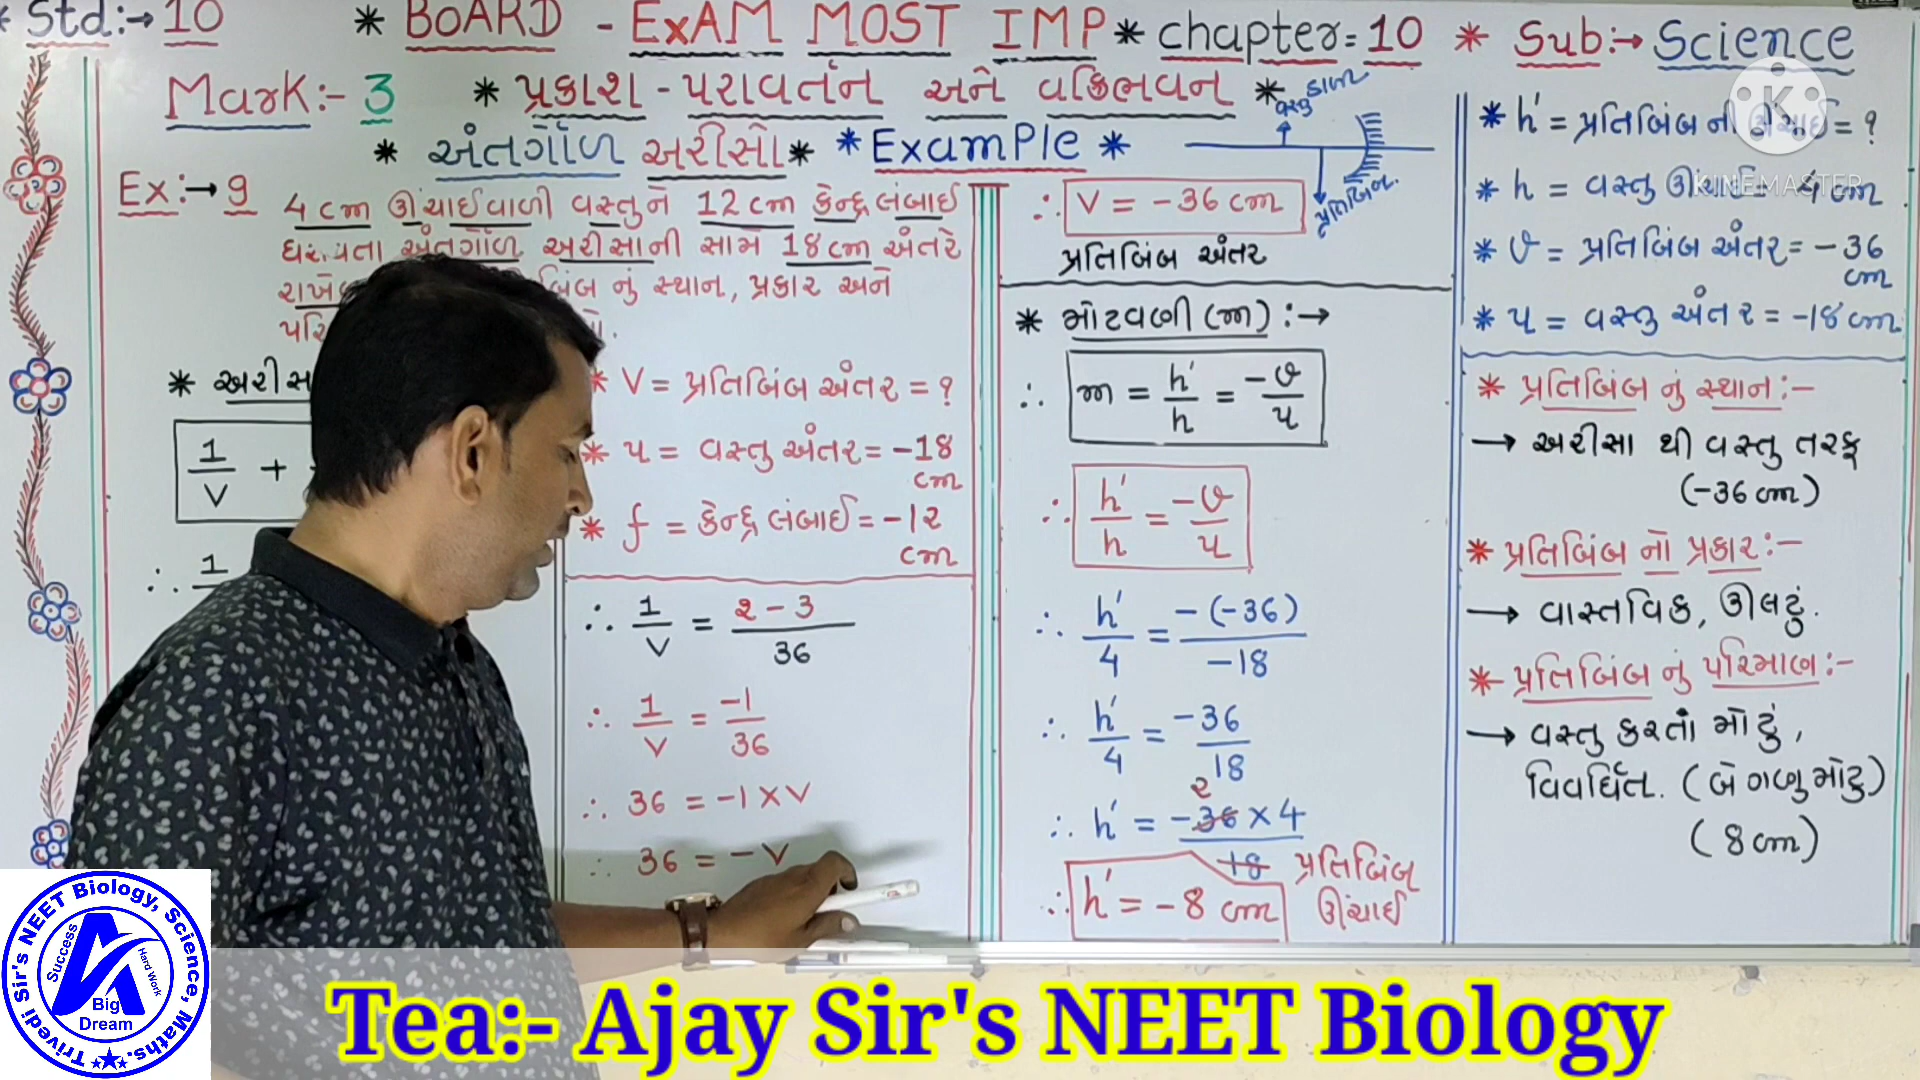 * Std:→ 10 * BOARD - EXAM MOST IMP * chapter = 10 * Sub:→ Science
Mark:- 3 * પ્રકાશ - પરાવર્તન અને વક્રિભવન *
* અંતર્ગોળ અરીસો * * Example *
Ex:→ 9
4 cm ઊંચાઈવાળી વસ્તુને 12 cm કેન્દ્રલંબાઈ
ધરાવતા અંતર્ગોળ અરીસાની સામે 18 cm અંતરે
નું સ્થાન, પ્રકાર અને
* V = પ્રતિબિંબ અંતર = ?
* u = વસ્તુ અંતર = -18 cm
* f = કેન્દ્રલંબાઈ = -12 cm
1/V +
∴ 1
∴ 1/V = 2 - 3 / 36
∴ 1/V = -1/36
∴ 36 = -1 × V
∴ 36 = - V
∴ V = -36 cm
પ્રતિબિંબ અંતર
વસ્તુ
પ્રતિબિંબ
* મોટવણી (m) :→
∴ m = h'/h = -v/u
∴ h'/h = -v/u
∴ h'/4 = -(-36)/-18
∴ h'/4 = -36/18
2
∴ h' = -36 × 4 / 18
∴ h' = -8 cm પ્રતિબિંબ ઊંચાઈ
* h' = પ્રતિબિંબ ની ઊંચાઈ = ?
* h = વસ્તુ ઊંચાઈ = 4 cm
* v = પ્રતિબિંબ અંતર = -36 cm
* u = વસ્તુ અંતર = -18 cm
* પ્રતિબિંબ નું સ્થાન:-
→ અરીસા થી વસ્તુ તરફ
(-36 cm)
* પ્રતિબિંબ નો પ્રકાર:-
→ વાસ્તવિક, ઊલટું.
* પ્રતિબિંબ નું પરિમાણ:-
→ વસ્તુ કરતાં મોટું,
વિવર્ધિત. (બે ગણુ મોટુ)
(8 cm)
K
KINEMASTER
Trivedi Sir's NEET Biology, Science, Maths.
Success
Hard Work
Big
Dream
Tea:- Ajay Sir's NEET Biology